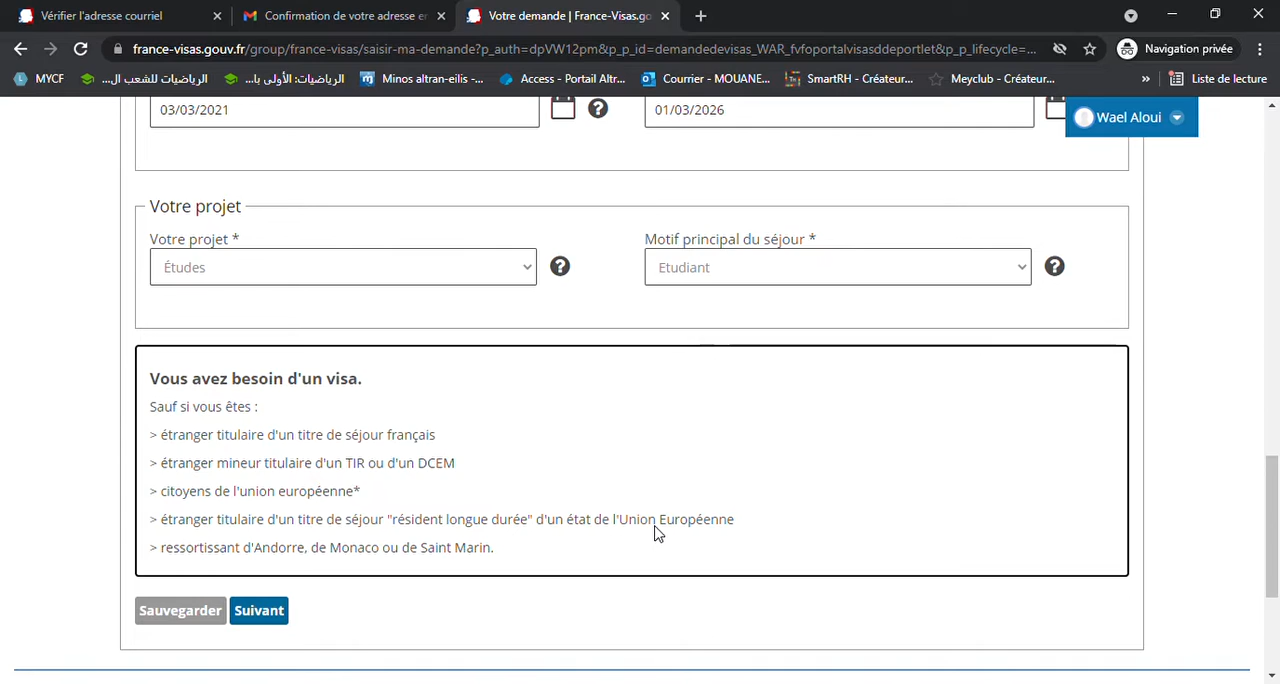 Vérifier l'adresse courriel
Confirmation de votre adresse e
Votre demande | France-Visas.go
france-visas.gouv.fr/group/france-visas/saisir-ma-demande?p_auth=dpVW12pm&p_p_id=demandedevisas_WAR_fvfoportalvisasddeportlet&p_p_lifecycle=...
Navigation privée
MYCF
الرياضيات للشعب ال...
الرياضيات: الأولى با...
Minos altran-eilis -...
Access - Portail Altr...
Courrier - MOUANE...
SmartRH - Créateur...
Meyclub - Créateur...
»
Liste de lecture
03/03/2021
01/03/2026
Wael Aloui
Votre projet
Votre projet *
Motif principal du séjour *
Études
Etudiant
Vous avez besoin d'un visa.
Sauf si vous êtes :
> étranger titulaire d'un titre de séjour français
> étranger mineur titulaire d'un TIR ou d'un DCEM
> citoyens de l'union européenne*
> étranger titulaire d'un titre de séjour "résident longue durée" d'un état de l'Union Européenne
> ressortissant d'Andorre, de Monaco ou de Saint Marin.
Sauvegarder
Suivant